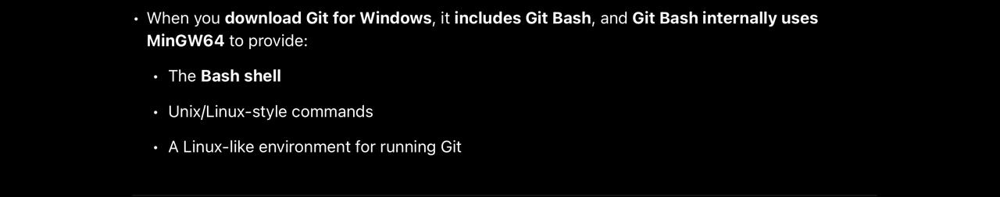 • When you download Git for Windows, it includes Git Bash, and Git Bash internally uses
MinGW64 to provide:
• The Bash shell
• Unix/Linux-style commands
• A Linux-like environment for running Git